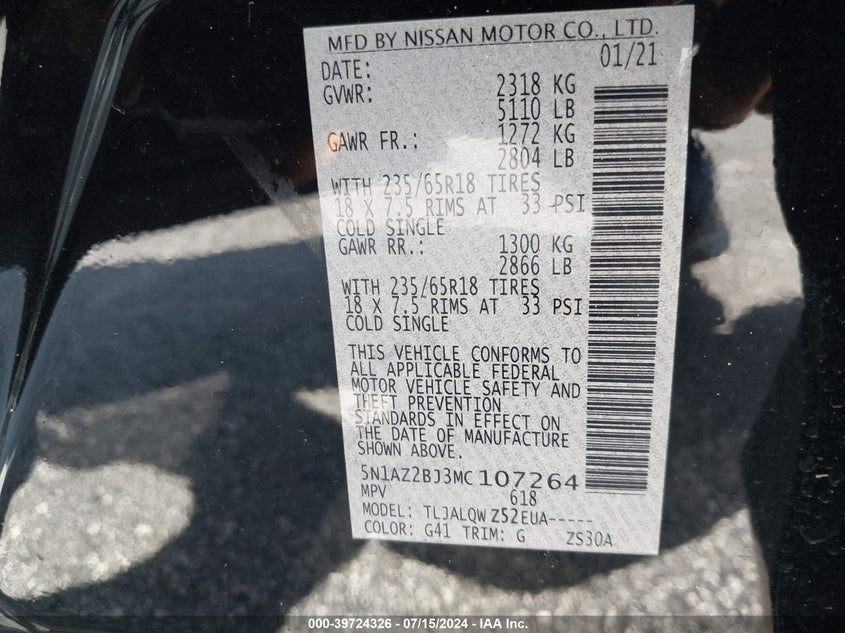 MFD BY NISSAN MOTOR CO., LTD.
DATE: 01/21
GVWR: 2318 KG
5110 LB
GAWR FR.: 1272 KG
2804 LB
WITH 235/65R18 TIRES
18 X 7.5 RIMS AT 33 PSI
COLD SINGLE
GAWR RR.: 1300 KG
2866 LB
WITH 235/65R18 TIRES
18 X 7.5 RIMS AT 33 PSI
COLD SINGLE
THIS VEHICLE CONFORMS TO
ALL APPLICABLE FEDERAL
MOTOR VEHICLE SAFETY AND
THEFT PREVENTION
STANDARDS IN EFFECT ON
THE DATE OF MANUFACTURE
SHOWN ABOVE.
5N1AZ2BJ3MC107264
MPV 618
MODEL: TLJALQWZS2EUA-----
COLOR: G41 TRIM: G ZS30A
000-39724326 - 07/15/2024 - IAA Inc.